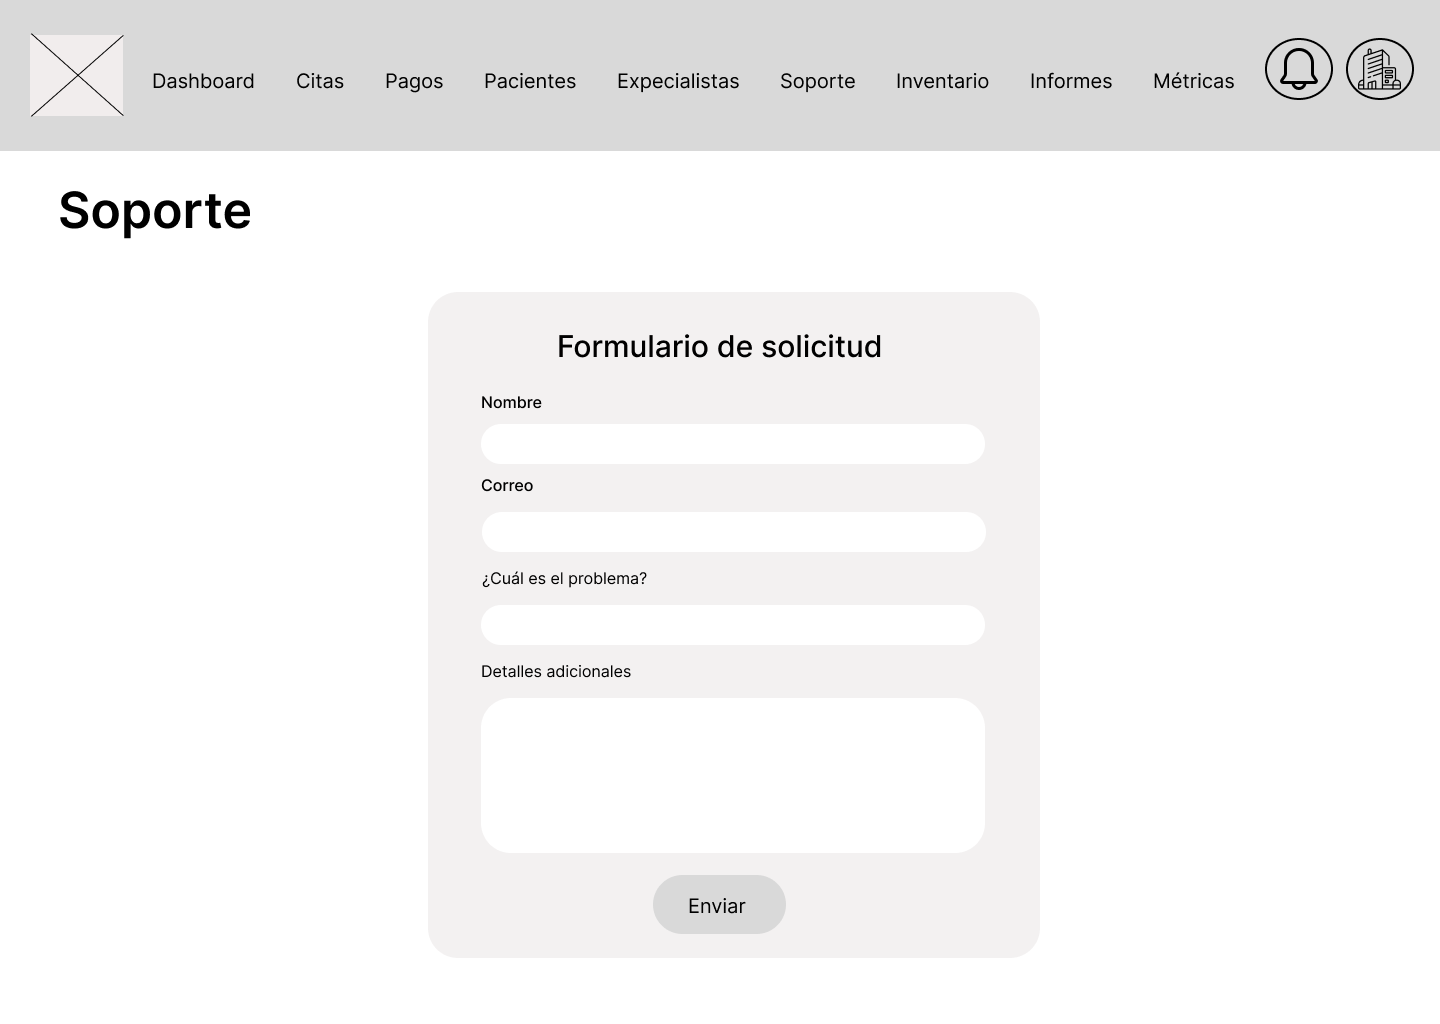 Dashboard Citas Pagos Pacientes Expecialistas Soporte Inventario Informes Métricas
Soporte
Formulario de solicitud
Nombre
Correo
¿Cuál es el problema?
Detalles adicionales
Enviar